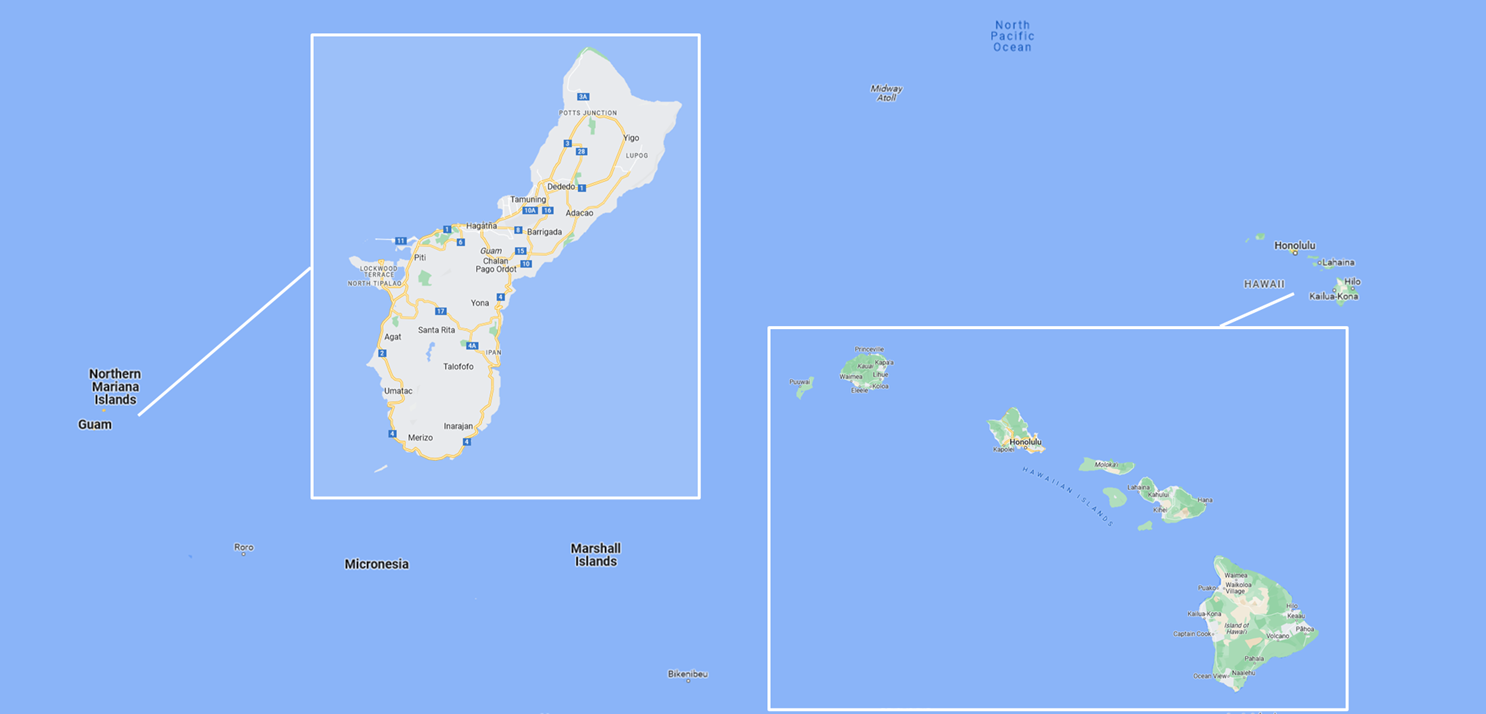 North
Pacific
Ocean
Midway
Atoll
3A
POTTS JUNCTION
3
Yigo
28
LUPOG
Dededo
1
Tamuning
10A
16
Adacao
Hagåtña
1
8
Barrigada
11
6
Guam
15
Piti
Chalan
Pago Ordot
10
LOCKWOOD
TERRACE
NORTH TIPALAO
Yona
4
17
Santa Rita
Agat
4A
2
IPAN
Talofofo
Umatac
Inarajan
4
Merizo
4
Northern
Mariana
Islands
Guam
Honolulu
Lahaina
HAWAII
Hilo
Kailua-Kona
Princeville
Kapa'a
Kauai
Waimea
Lihue
Puuwai
Eleele
Koloa
Honolulu
Kapolei
Molokai
HAWAIIAN ISLANDS
Lahaina
Kahului
Hana
Kihei
Roro
Micronesia
Marshall
Islands
Bikenibeu
Waimea
Puako
Waikoloa
Village
Hilo
Kailua-Kona
Keaau
Island of
Hawai'i
Pāhoa
Captain Cook
Volcano
Pahala
Ocean View
Naalehu